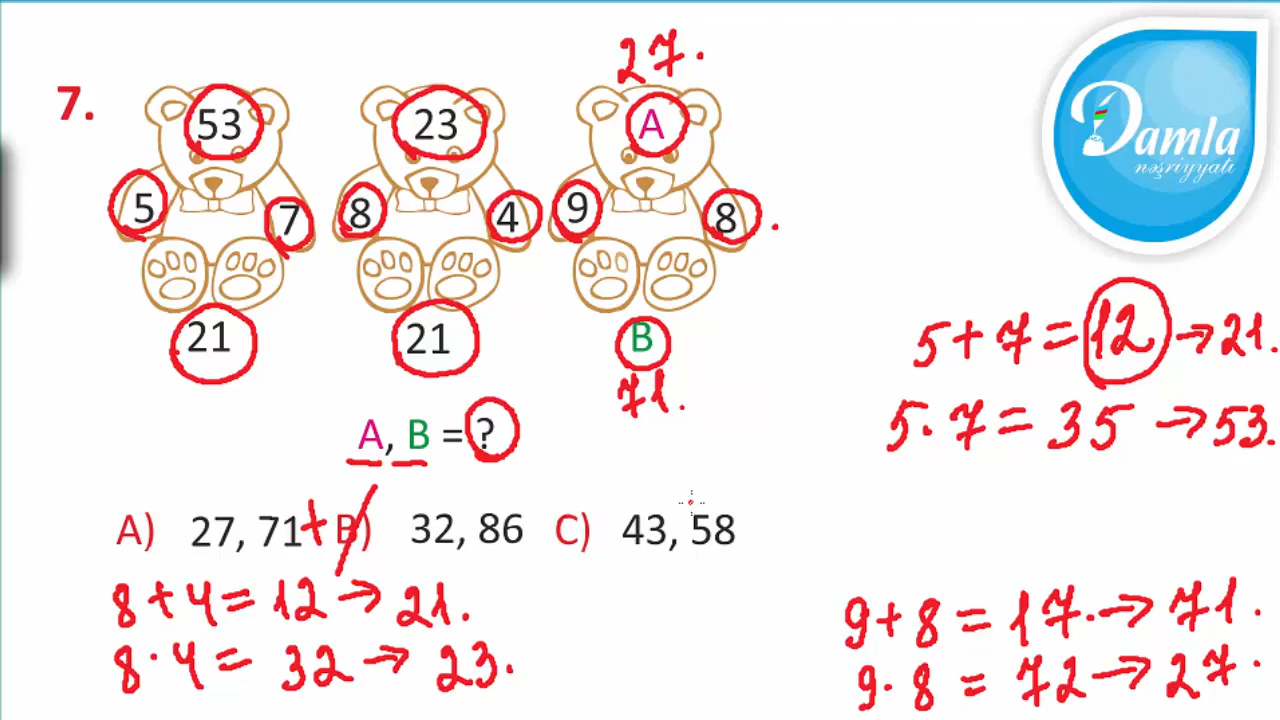 27.
7. 53 23 A
5 7 8 4 9 8.
21 21 B
71.
A, B = ?
A) 27, 71 + B) 32, 86 C) 43, 58
8 + 4 = 12 → 21.
8 · 4 = 32 → 23.
Damla
nəşriyyatı
5 + 7 = 12 → 21.
5 · 7 = 35 → 53.
9 + 8 = 17. → 71.
9 · 8 = 72 → 27.